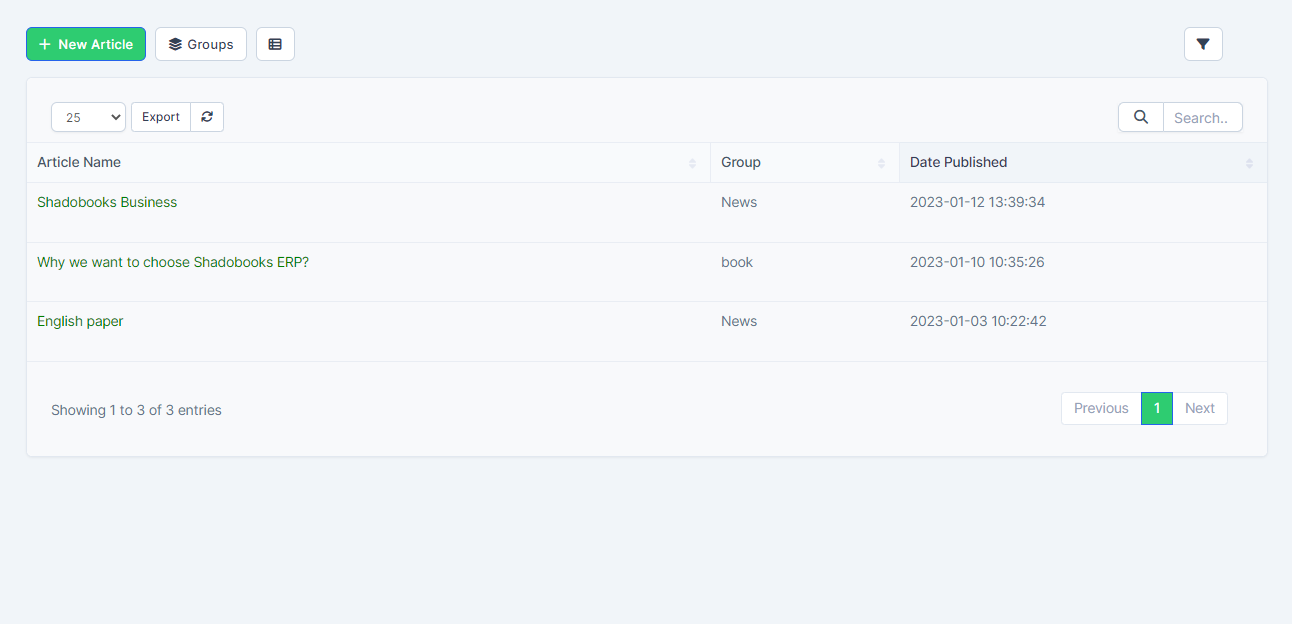 New Article Groups
25 Export Search..
Article Name Group Date Published
Shadobooks Business News 2023-01-12 13:39:34
Why we want to choose Shadobooks ERP? book 2023-01-10 10:35:26
English paper News 2023-01-03 10:22:42
Showing 1 to 3 of 3 entries Previous 1 Next